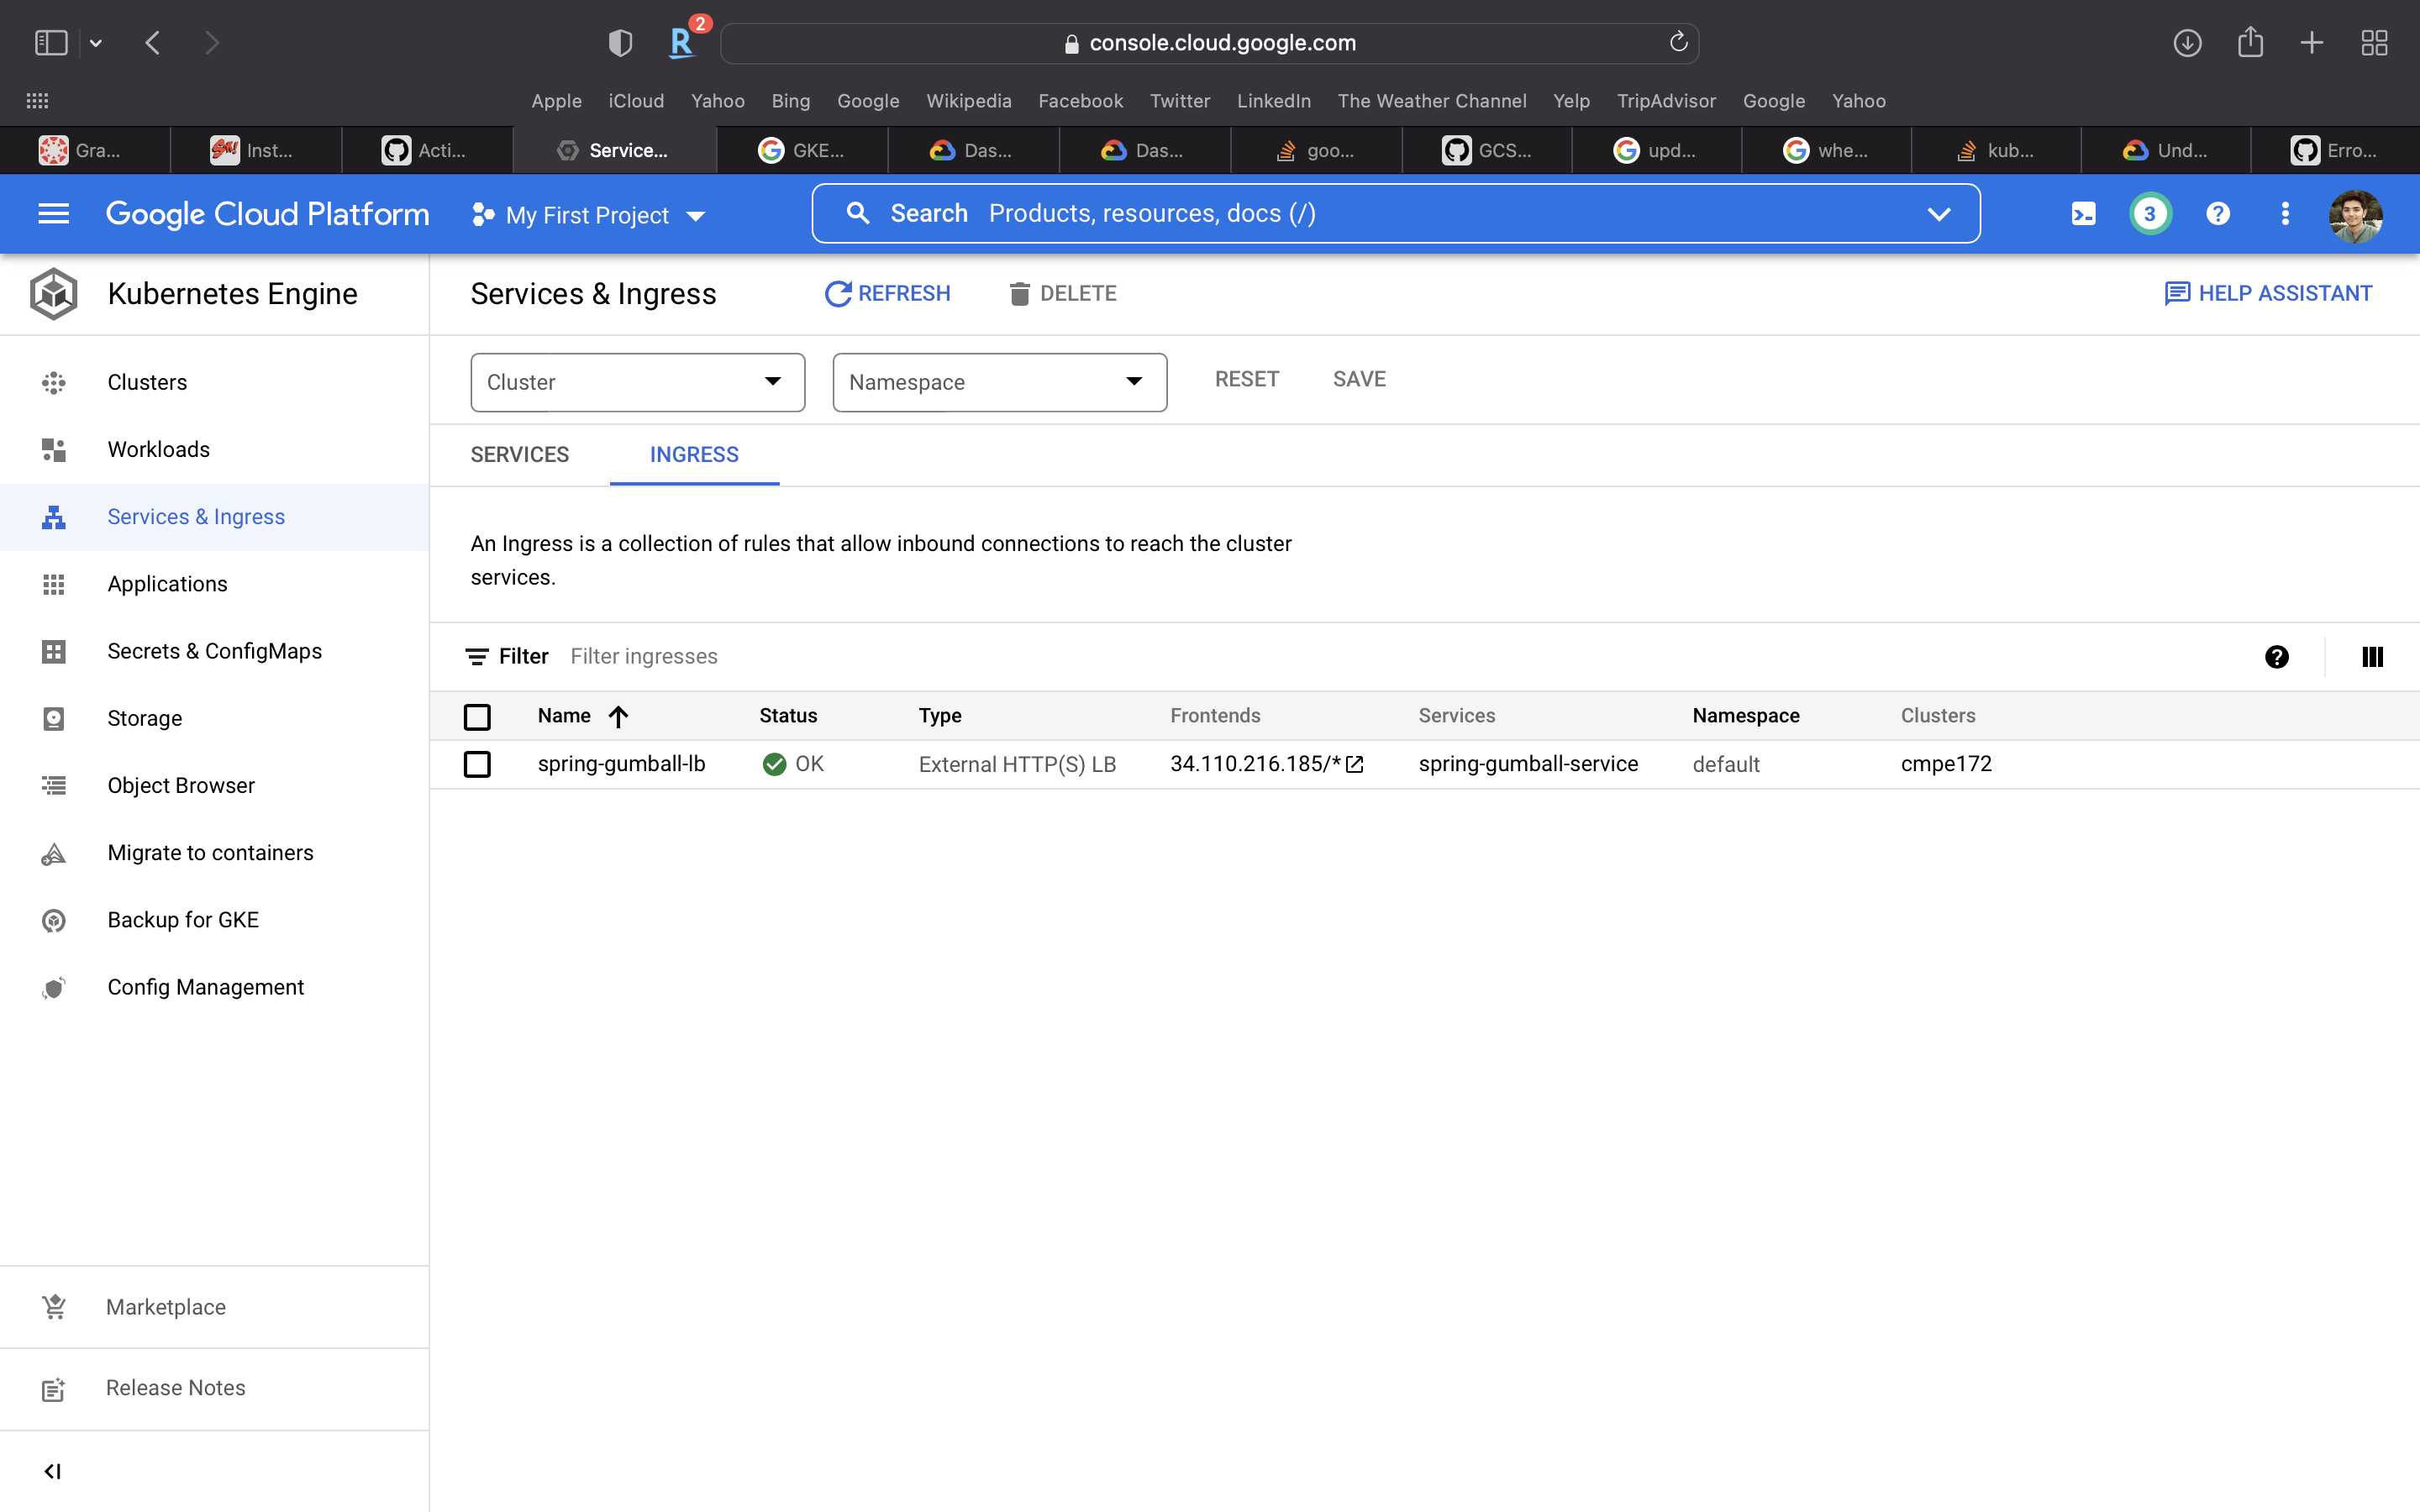 R 2 console.cloud.google.com
Apple iCloud Yahoo Bing Google Wikipedia Facebook Twitter LinkedIn The Weather Channel Yelp TripAdvisor Google Yahoo
Gra... Inst... Acti... Service... GKE... Das... Das... goo... GCS... upd... whe... kub... Und... Erro...
Google Cloud Platform My First Project Search Products, resources, docs (/) 3
Kubernetes Engine Services & Ingress REFRESH DELETE HELP ASSISTANT
Clusters
Workloads
Services & Ingress
Applications
Secrets & ConfigMaps
Storage
Object Browser
Migrate to containers
Backup for GKE
Config Management
Marketplace
Release Notes
Cluster Namespace RESET SAVE
SERVICES INGRESS
An Ingress is a collection of rules that allow inbound connections to reach the cluster
services.
Filter Filter ingresses
Name Status Type Frontends Services Namespace Clusters
spring-gumball-lb OK External HTTP(S) LB 34.110.216.185/* spring-gumball-service default cmpe172